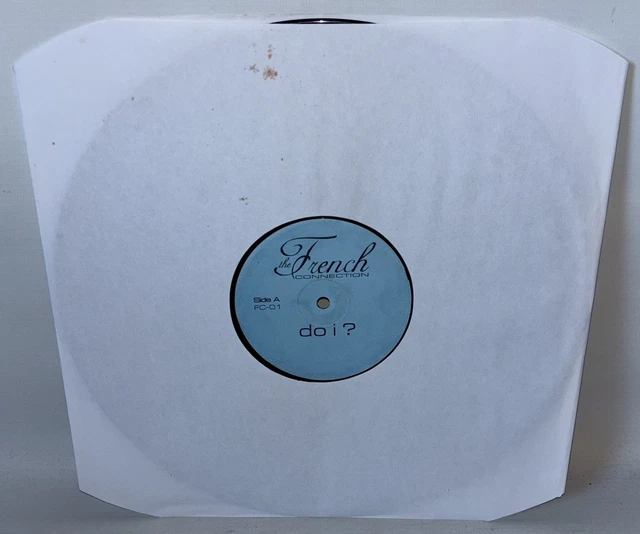 the French
CONNECTION
Side A
FC-01
do i ?